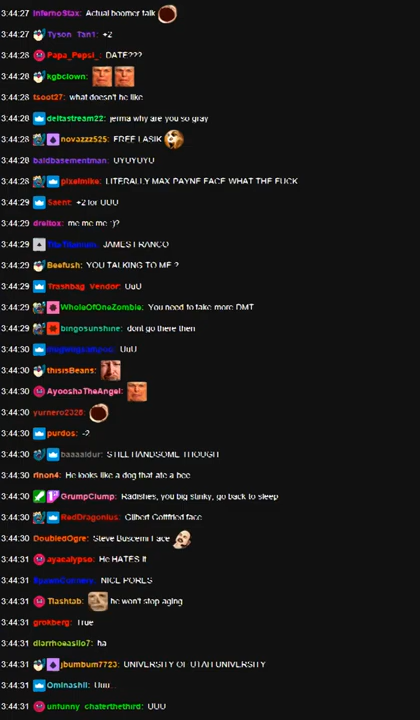 3:44:27 InfernoStax: Actual boomer talk
3:44:27 Tyson_Tan1: +2
3:44:28 Papa_Pepsi_: DATE???
3:44:28 kgbclown:
3:44:28 tsoot27: what doesn't he like
3:44:28 deltastream22: jerma why are you so gray
3:44:28 novazzz525: FREE LASIK
3:44:28 baldbasementman: UYUYUYU
3:44:28 pixelmike: LITERALLY MAX PAYNE FACE WHAT THE FUCK
3:44:29 Saent: +2 for UUU
3:44:29 dreitox: me me me :)?
3:44:29 JAMES FRANCO
3:44:29 Beefush: YOU TALKING TO ME ?
3:44:29 Trashbag_Vendor: UuU
3:44:29 WholeOfOneZombie: You need to take more DMT
3:44:29 bingosunshine: dont go there then
3:44:30 UuU
3:44:30 thisisBeans:
3:44:30 AyooshaTheAngel:
3:44:30 yurnero2326:
3:44:30 purdos: -2
3:44:30 baaaaldur: STILL HANDSOME THOUGH
3:44:30 rinon4: He looks like a dog that ate a bee
3:44:30 GrumpClump: Radishes, you big stinky, go back to sleep
3:44:30 RedDragonius: Gilbert Gottfried face
3:44:30 DoubledOgre: Steve Buscemi Face
3:44:31 ayacalypso: He HATES it
3:44:31 NICE PORES
3:44:31 Tlashtab: he won't stop aging
3:44:31 grokberg: True
3:44:31 diarrhoeasilo7: ha
3:44:31 jbumbum7723: UNIVERSITY OF UTAH UNIVERSITY
3:44:31 Ominashii: Uuu...
3:44:31 unfunny_chaterthethird: UUU